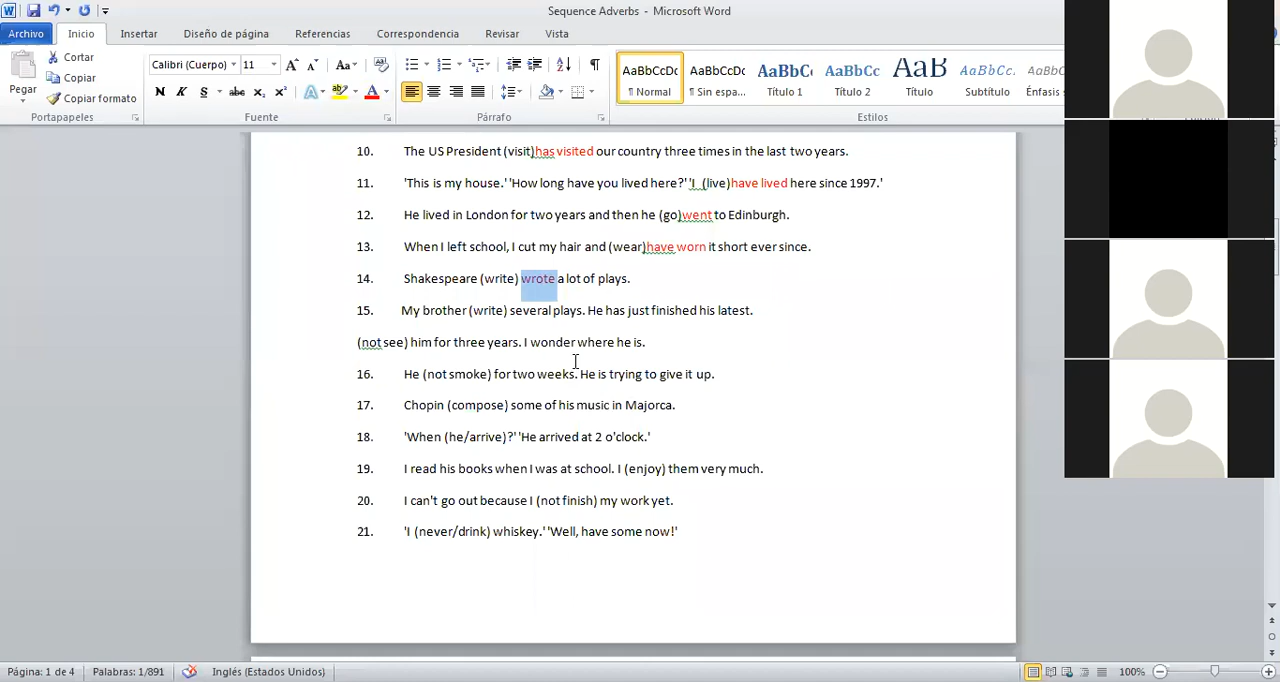 Sequence Adverbs - Microsoft Word
Archivo Inicio Insertar Diseño de página Referencias Correspondencia Revisar Vista
Pegar
Cortar
Copiar
Copiar formato
Portapapeles
Calibri (Cuerpo) 11
Fuente
Párrafo
AaBbCcDc AaBbCcDc AaBbC AaBbCc AaB AaBbCc. AaBbC
¶ Normal ¶ Sin espa... Título 1 Título 2 Título Subtítulo Énfasis
Estilos
10. The US President (visit)has visited our country three times in the last two years.
11. 'This is my house.' 'How long have you lived here?' 'I (live)have lived here since 1997.'
12. He lived in London for two years and then he (go)went to Edinburgh.
13. When I left school, I cut my hair and (wear)have worn it short ever since.
14. Shakespeare (write) wrote a lot of plays.
15. My brother (write) several plays. He has just finished his latest.
(not see) him for three years. I wonder where he is.
16. He (not smoke) for two weeks. He is trying to give it up.
17. Chopin (compose) some of his music in Majorca.
18. 'When (he/arrive)?' 'He arrived at 2 o'clock.'
19. I read his books when I was at school. I (enjoy) them very much.
20. I can't go out because I (not finish) my work yet.
21. 'I (never/drink) whiskey.' 'Well, have some now!'
Página: 1 de 4 Palabras: 1/891 Inglés (Estados Unidos) 100%